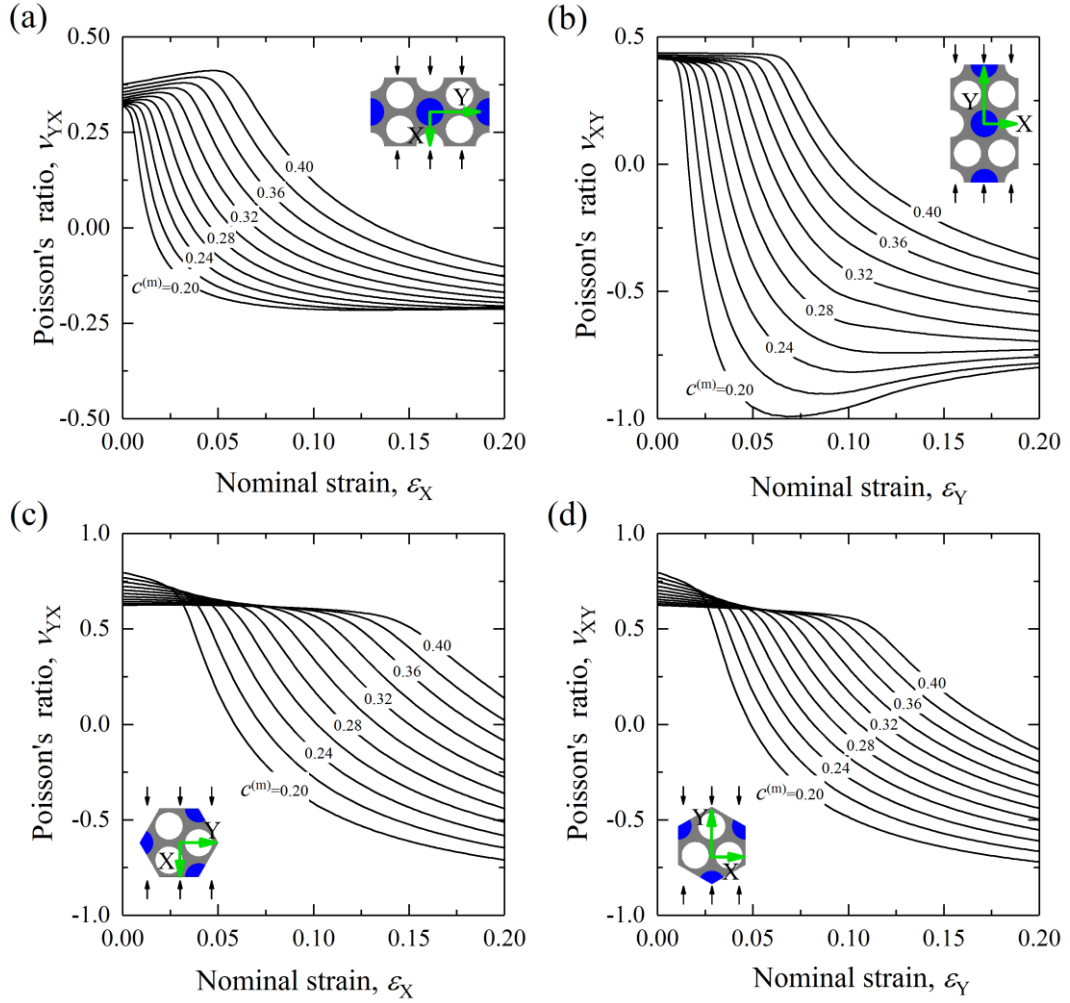 (a)
Poisson's ratio, νYX
0.50
0.25
0.00
-0.25
-0.50
0.00 0.05 0.10 0.15 0.20
Nominal strain, εX
c(m)=0.20
0.24
0.28
0.32
0.36
0.40
Y
X
(b)
Poisson's ratio νXY
0.5
0.0
-0.5
-1.0
0.00 0.05 0.10 0.15 0.20
Nominal strain, εY
c(m)=0.20
0.24
0.28
0.32
0.36
0.40
Y
X
(c)
Poisson's ratio, νYX
1.0
0.5
0.0
-0.5
-1.0
0.00 0.05 0.10 0.15 0.20
Nominal strain, εX
c(m)=0.20
0.24
0.28
0.32
0.36
0.40
Y
X
(d)
Poisson's ratio, νXY
1.0
0.5
0.0
-0.5
-1.0
0.00 0.05 0.10 0.15 0.20
Nominal strain, εY
c(m)=0.20
0.24
0.28
0.32
0.36
0.40
Y
X